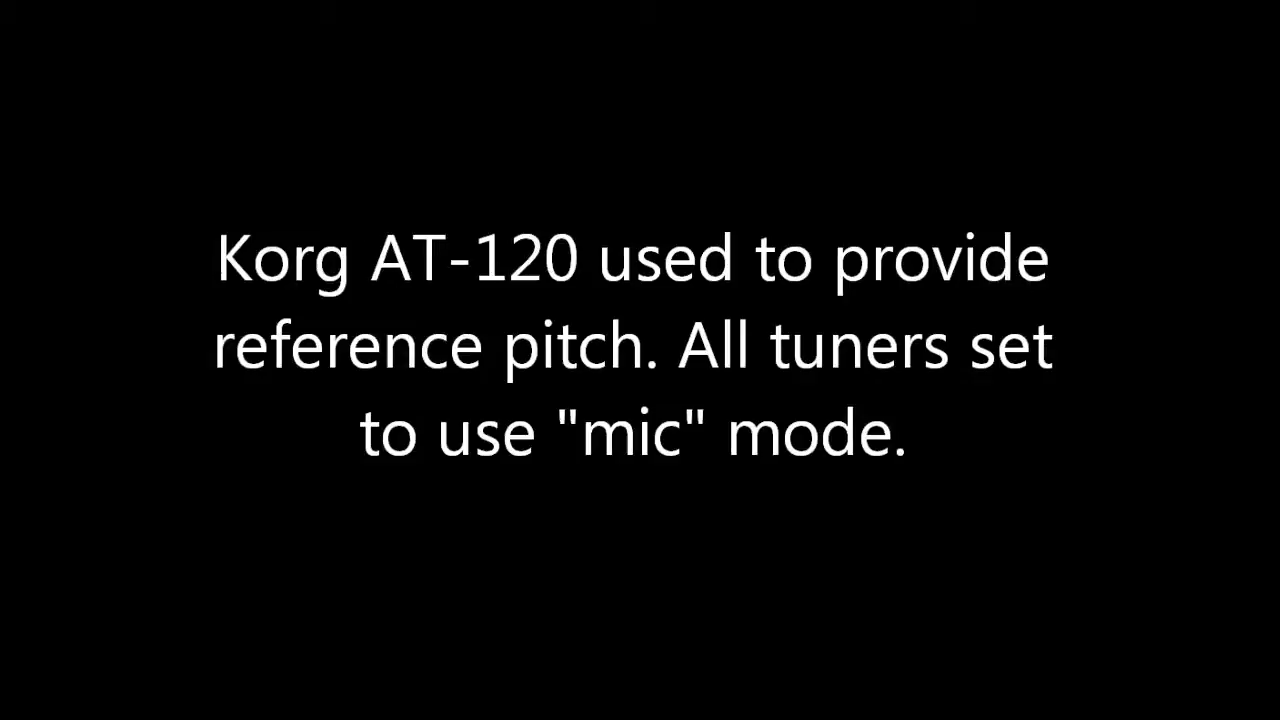 Korg AT-120 used to provide
reference pitch. All tuners set
to use "mic" mode.